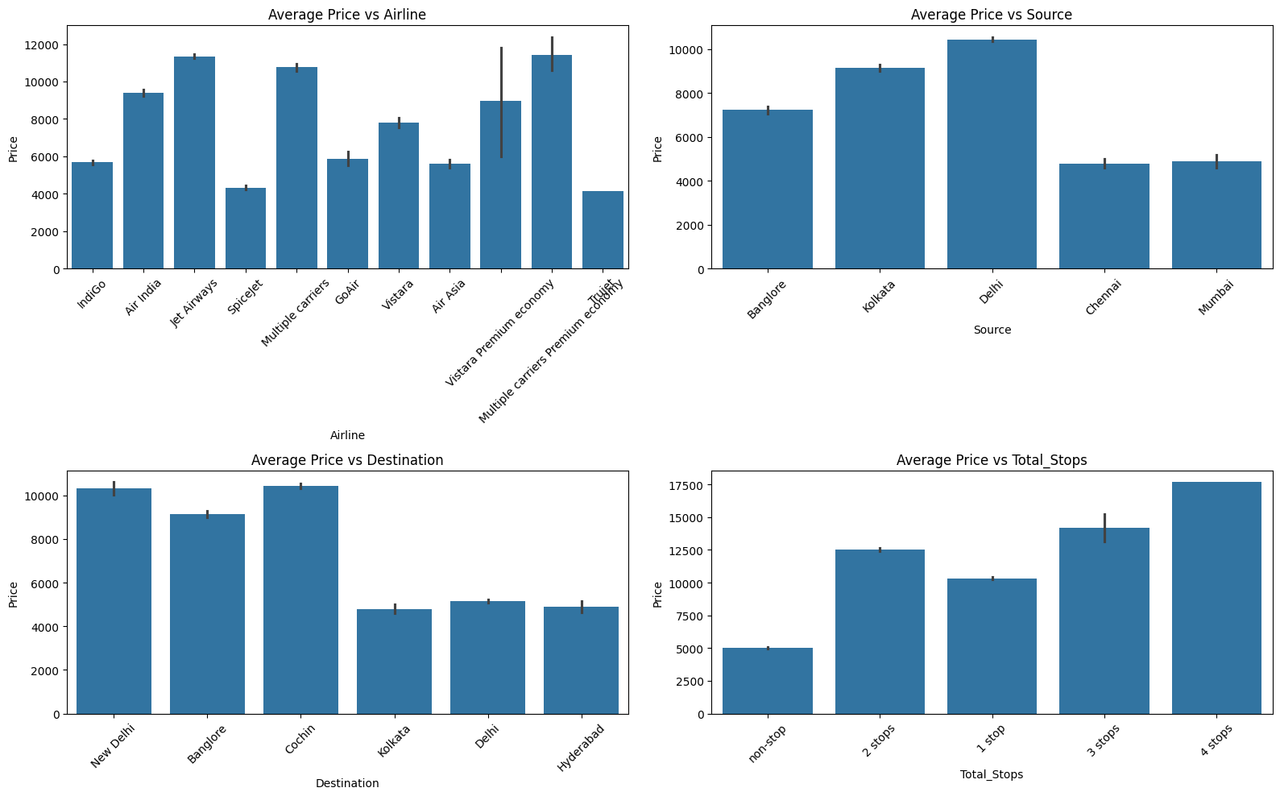 Average Price vs Airline
Price
12000
10000
8000
6000
4000
2000
0
IndiGo
Air India
Jet Airways
SpiceJet
Multiple carriers
GoAir
Vistara
Air Asia
Vistara Premium economy
Multiple carriers Premium economy
Trujet
Airline
Average Price vs Source
Price
10000
8000
6000
4000
2000
0
Banglore
Kolkata
Delhi
Chennai
Mumbai
Source
Average Price vs Destination
Price
10000
8000
6000
4000
2000
0
New Delhi
Banglore
Cochin
Kolkata
Delhi
Hyderabad
Destination
Average Price vs Total_Stops
Price
17500
15000
12500
10000
7500
5000
2500
0
non-stop
2 stops
1 stop
3 stops
4 stops
Total_Stops